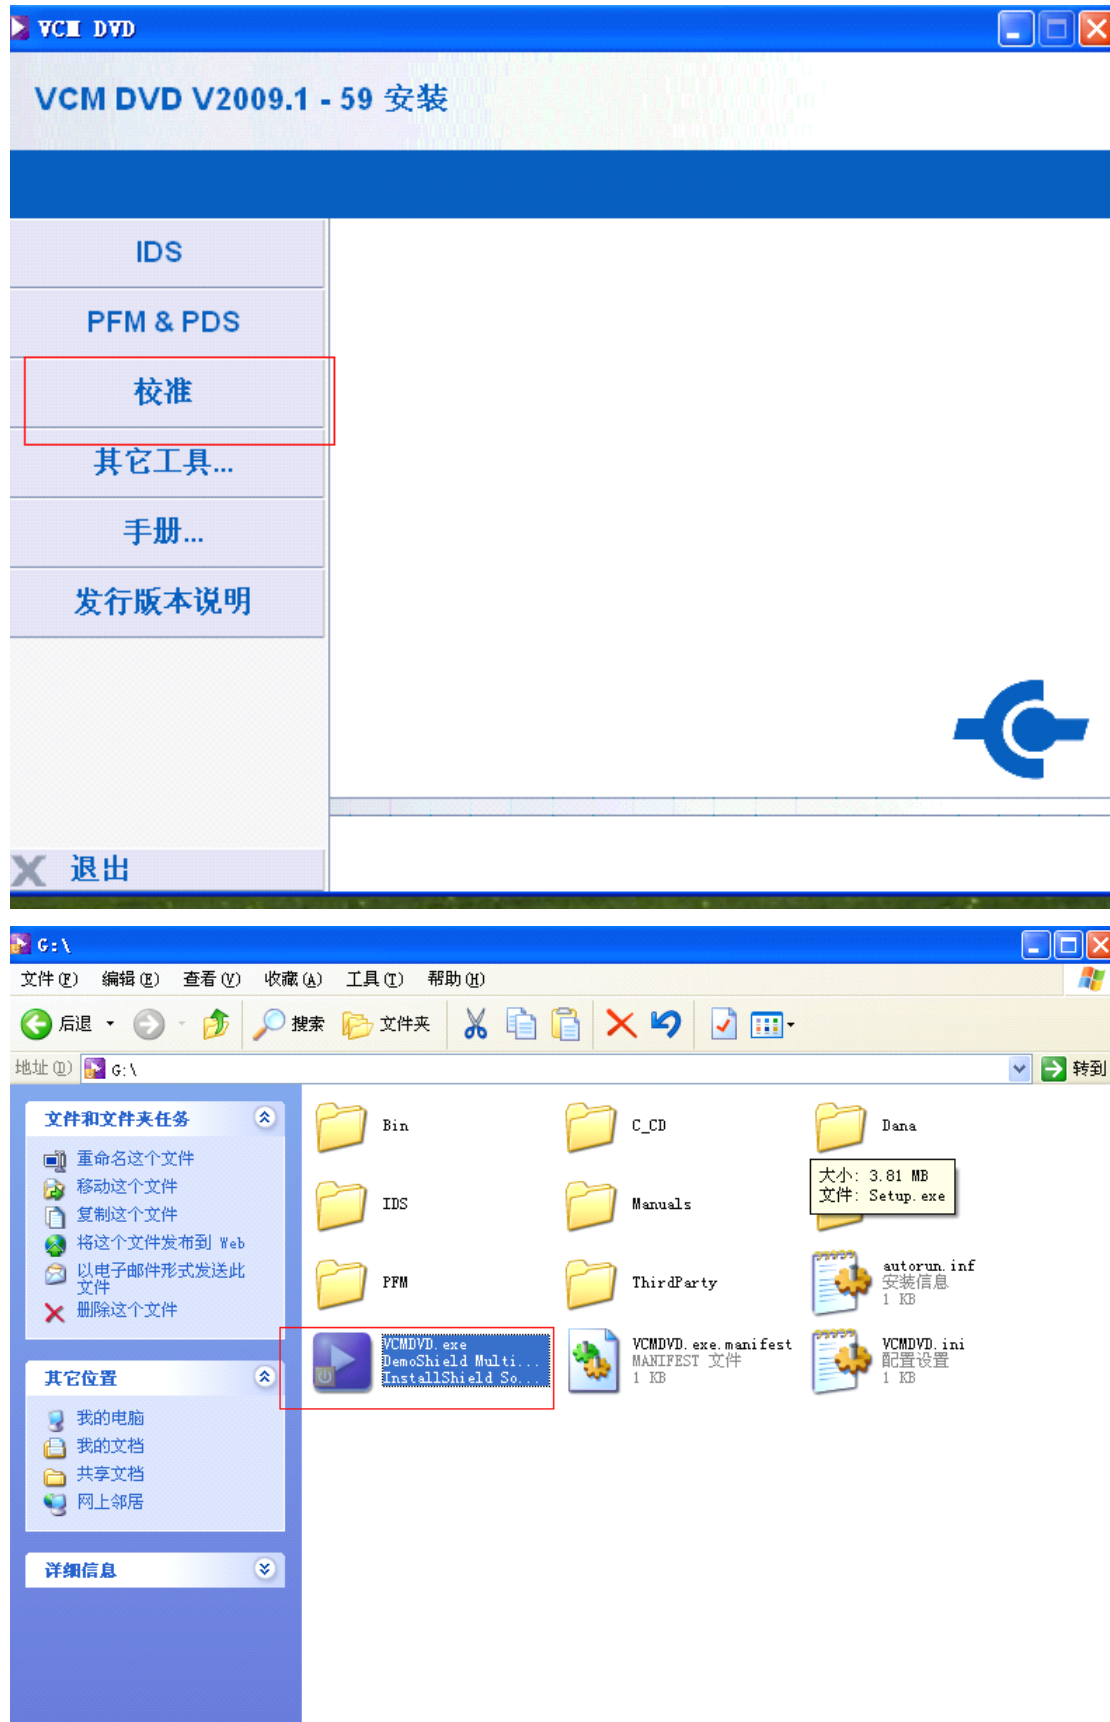 VCM DVD
VCM DVD V2009.1 - 59 安装
IDS
PFM & PDS
校准
其它工具...
手册...
发行版本说明
X 退出
G:\
文件(F) 编辑(E) 查看(V) 收藏(A) 工具(T) 帮助(H)
后退 搜索 文件夹
地址(D) G:\ 转到
文件和文件夹任务
重命名这个文件
移动这个文件
复制这个文件
将这个文件发布到 Web
以电子邮件形式发送此
文件
删除这个文件
其它位置
我的电脑
我的文档
共享文档
网上邻居
详细信息
Bin
C_CD
Dana
大小: 3.81 MB
文件: Setup.exe
IDS
Manuals
PFM
ThirdParty
autorun.inf
安装信息
1 KB
VCMDVD.exe
DemoShield Multi...
InstallShield So...
VCMDVD.exe.manifest
MANIFEST 文件
1 KB
VCMDVD.ini
配置设置
1 KB